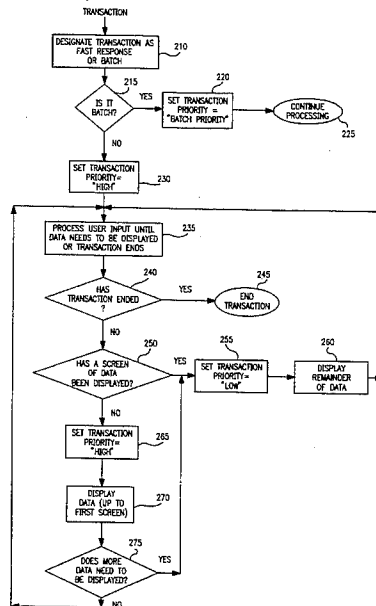 TRANSACTION
DESIGNATE TRANSACTION AS
FAST RESPONSE
OR BATCH
210
215
IS IT
BATCH?
YES
220
SET TRANSACTION
PRIORITY =
"BATCH PRIORITY"
CONTINUE
PROCESSING
225
NO
SET TRANSACTION
PRIORITY=
"HIGH"
230
PROCESS USER INPUT UNTIL
DATA NEEDS TO BE DISPLAYED
OR TRANSACTION ENDS
235
240
HAS
TRANSACTION ENDED
?
YES
245
END
TRANSACTION
NO
250
HAS A SCREEN
OF DATA
BEEN DISPLAYED?
YES
255
SET TRANSACTION
PRIORITY=
"LOW"
260
DISPLAY
REMAINDER
OF DATA
NO
SET TRANSACTION
PRIORITY=
"HIGH"
265
DISPLAY
DATA (UP TO
FIRST SCREEN)
270
275
DOES MORE
DATA NEED TO
BE DISPLAYED?
YES
NO